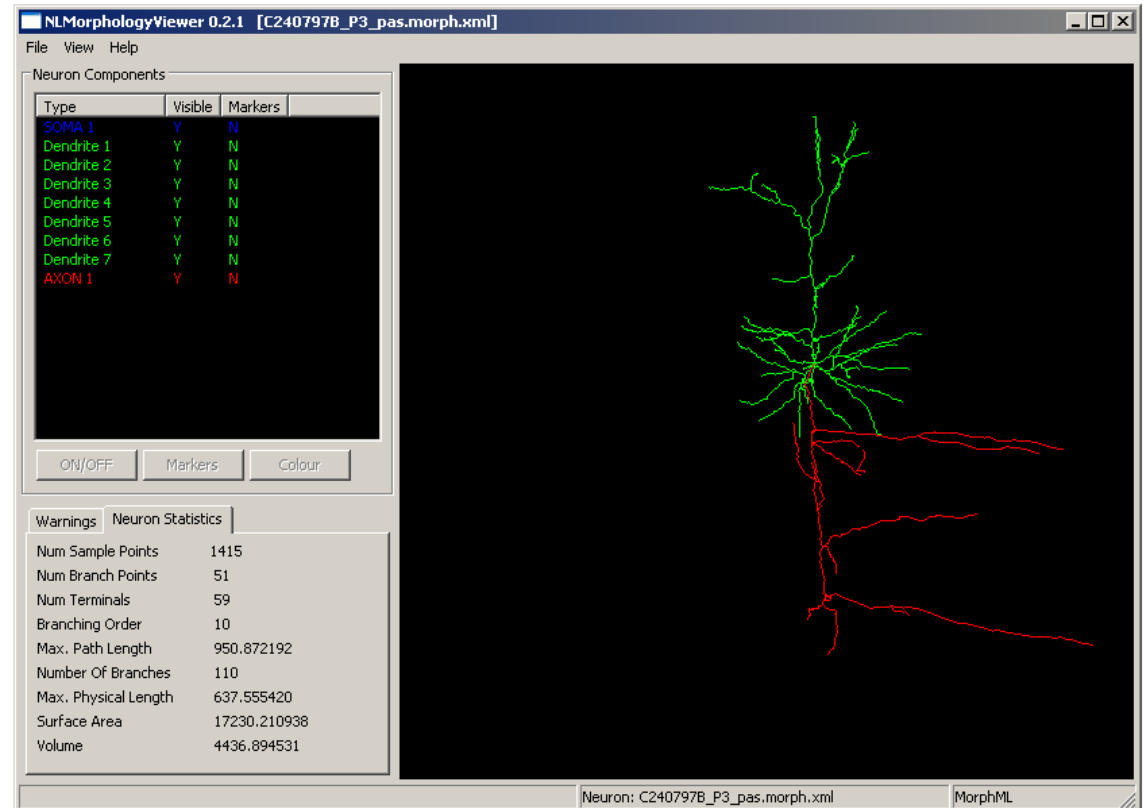 NLMorphologyViewer 0.2.1 [C240797B_P3_pas.morph.xml]
File View Help
Neuron Components
Type Visible Markers
SOMA 1 Y N
Dendrite 1 Y N
Dendrite 2 Y N
Dendrite 3 Y N
Dendrite 4 Y N
Dendrite 5 Y N
Dendrite 6 Y N
Dendrite 7 Y N
AXON 1 Y N
ON/OFF Markers Colour
Warnings Neuron Statistics
Num Sample Points 1415
Num Branch Points 51
Num Terminals 59
Branching Order 10
Max. Path Length 950.872192
Number Of Branches 110
Max. Physical Length 637.555420
Surface Area 17230.210938
Volume 4436.894531
Neuron: C240797B_P3_pas.morph.xml MorphML